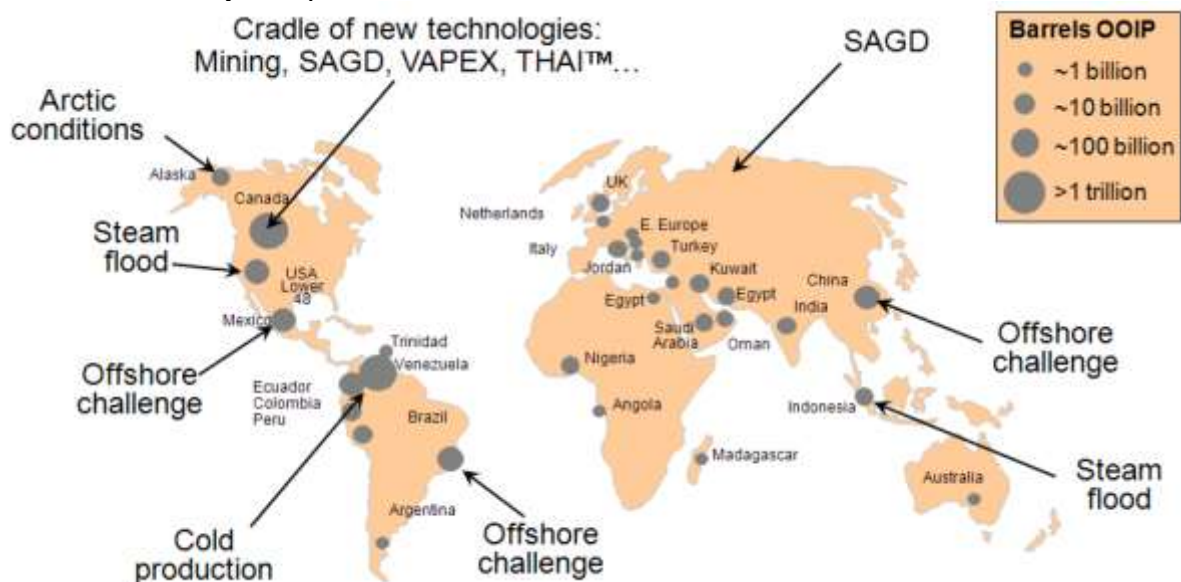 Cradle of new technologies:
Mining, SAGD, VAPEX, THAI™...
SAGD
Barrels OOIP
~1 billion
~10 billion
~100 billion
>1 trillion
Arctic
conditions
Alaska
Canada
UK
Netherlands
E. Europe
Italy
Turkey
Steam
flood
USA
Lower
48
Jordan
Kuwait
China
Egypt
Egypt
India
Mexico
Saudi
Arabia
Oman
Offshore
challenge
Trinidad
Venezuela
Nigeria
Offshore
challenge
Ecuador
Colombia
Peru
Brazil
Angola
Indonesia
Madagascar
Australia
Steam
flood
Argentina
Cold
production
Offshore
challenge